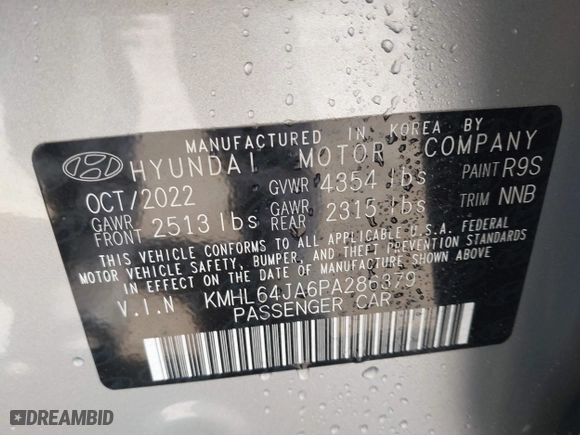 MANUFACTURED IN KOREA BY
HYUNDAI MOTOR COMPANY
OCT/2022 GVWR 4354 lbs PAINT R9S
GAWR FRONT 2513 lbs GAWR REAR 2315 lbs TRIM NNB
THIS VEHICLE CONFORMS TO ALL APPLICABLE U.S.A. FEDERAL
MOTOR VEHICLE SAFETY, BUMPER, AND THEFT PREVENTION STANDARDS
IN EFFECT ON THE DATE OF MANUFACTURE SHOWN ABOVE
V.I.N KMHL64JA6PA286379
PASSENGER CAR
DREAMBID